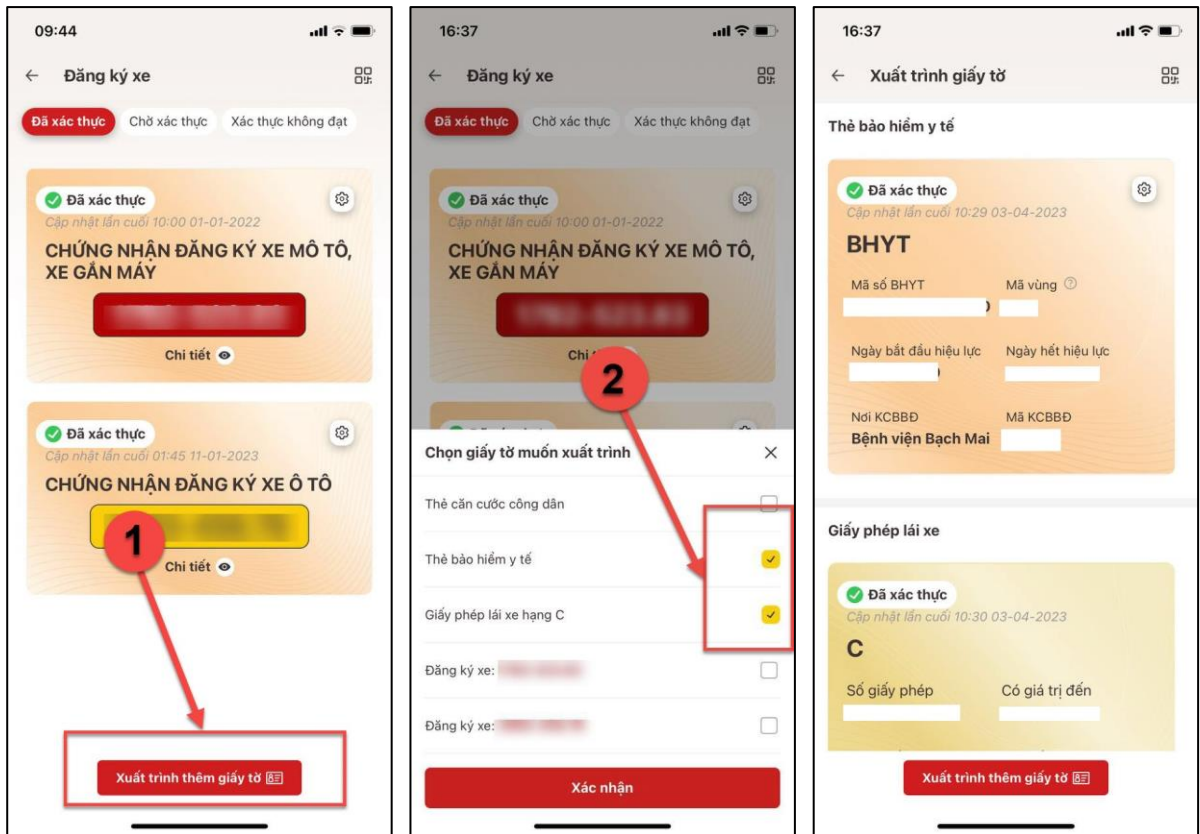 09:44
Đăng ký xe
Đã xác thực Chờ xác thực Xác thực không đạt
Đã xác thực
Cập nhật lần cuối 10:00 01-01-2022
CHỨNG NHẬN ĐĂNG KÝ XE MÔ TÔ,
XE GẮN MÁY
Chi tiết
Đã xác thực
Cập nhật lần cuối 01:45 11-01-2023
CHỨNG NHẬN ĐĂNG KÝ XE Ô TÔ
1
Chi tiết
Xuất trình thêm giấy tờ
16:37
Đăng ký xe
Đã xác thực Chờ xác thực Xác thực không đạt
Đã xác thực
Cập nhật lần cuối 10:00 01-01-2022
CHỨNG NHẬN ĐĂNG KÝ XE MÔ TÔ,
XE GẮN MÁY
Chi
2
Chọn giấy tờ muốn xuất trình
Thẻ căn cước công dân
Thẻ bảo hiểm y tế
Giấy phép lái xe hạng C
Đăng ký xe:
Đăng ký xe:
Xác nhận
16:37
Xuất trình giấy tờ
Thẻ bảo hiểm y tế
Đã xác thực
Cập nhật lần cuối 10:29 03-04-2023
BHYT
Mã số BHYT Mã vùng
Ngày bắt đầu hiệu lực Ngày hết hiệu lực
Nơi KCBBĐ Mã KCBBĐ
Bệnh viện Bạch Mai
Giấy phép lái xe
Đã xác thực
Cập nhật lần cuối 10:30 03-04-2023
C
Số giấy phép Có giá trị đến
Xuất trình thêm giấy tờ